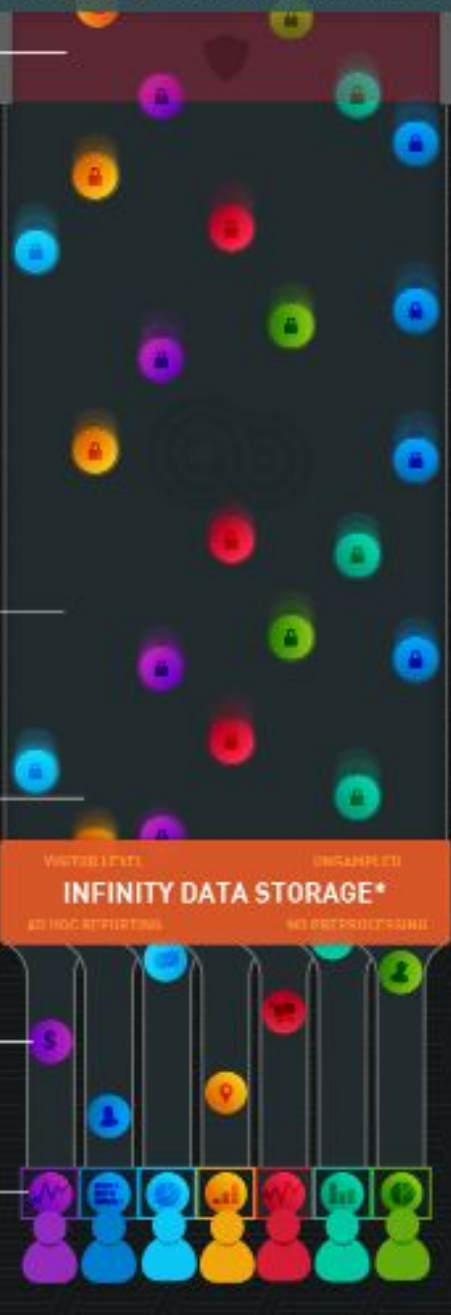 VISITOR LEVEL
UNSAMPLED
INFINITY DATA STORAGE*
AD HOC REPORTING
NO PREPROCESSING
$